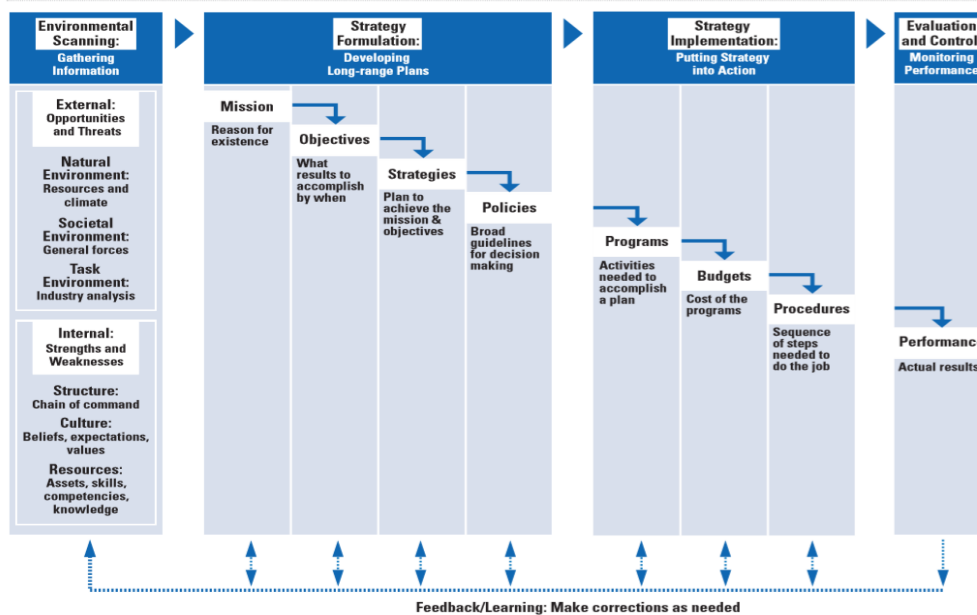 Environmental
Scanning:
Gathering
Information
Strategy
Formulation:
Developing
Long-range Plans
Strategy
Implementation:
Putting Strategy
into Action
Evaluation
and Control:
Monitoring
Performance
External:
Opportunities
and Threats
Natural
Environment:
Resources and
climate
Societal
Environment:
General forces
Task
Environment:
Industry analysis
Internal:
Strengths and
Weaknesses
Structure:
Chain of command
Culture:
Beliefs, expectations,
values
Resources:
Assets, skills,
competencies,
knowledge
Mission
Reason for
existence
Objectives
What
results to
accomplish
by when
Strategies
Plan to
achieve the
mission &
objectives
Policies
Broad
guidelines
for decision
making
Programs
Activities
needed to
accomplish
a plan
Budgets
Cost of the
programs
Procedures
Sequence
of steps
needed to
do the job
Performance
Actual results
Feedback/Learning: Make corrections as needed